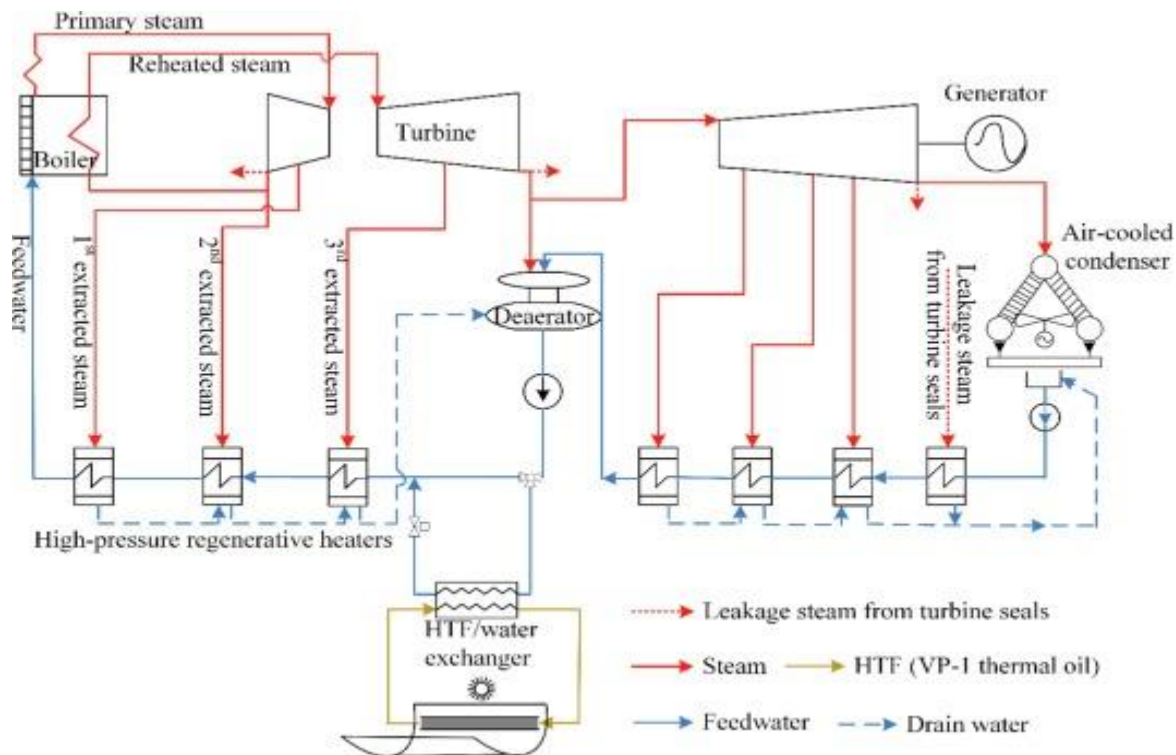 Primary steam
Reheated steam
Boiler
Turbine
Generator
Air-cooled
condenser
Feedwater
1st extracted steam
2nd extracted steam
3rd extracted steam
Deaerator
Leakage steam
from turbine seals
High-pressure regenerative heaters
HTF/water
exchanger
Leakage steam from turbine seals
Steam
HTF (VP-1 thermal oil)
Feedwater
Drain water